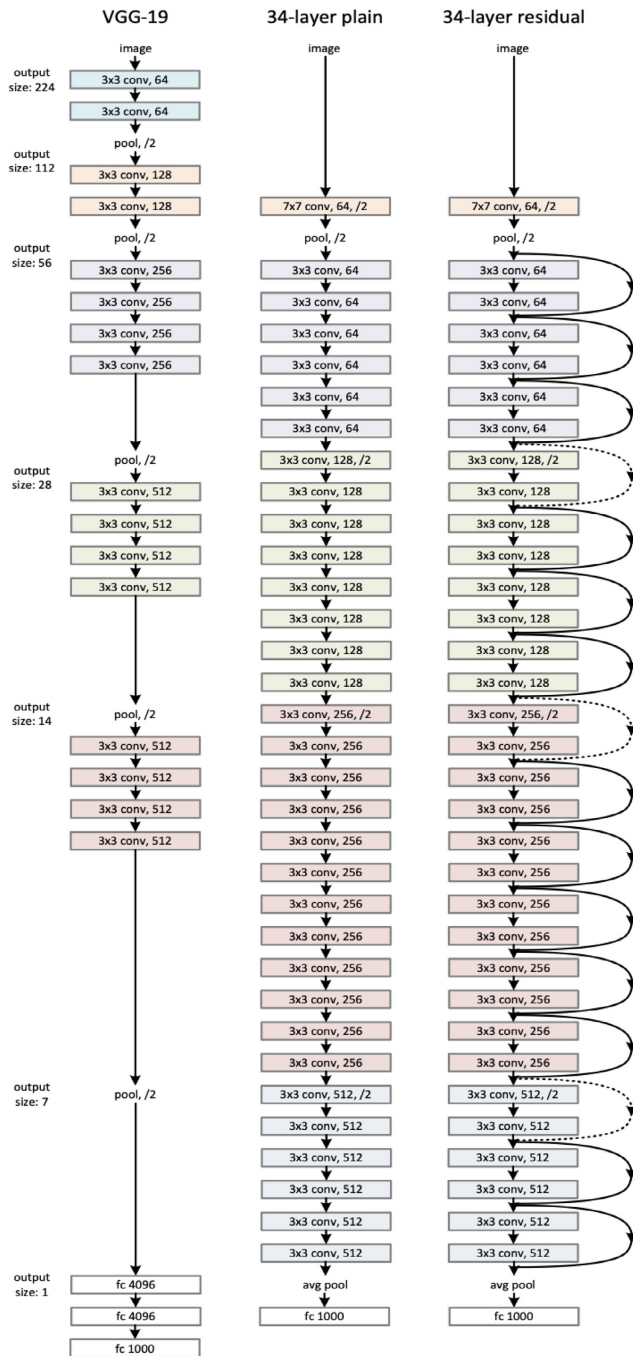 VGG-19
34-layer plain
34-layer residual
output
size: 224
output
size: 112
output
size: 56
output
size: 28
output
size: 14
output
size: 7
output
size: 1
image
3x3 conv, 64
3x3 conv, 64
pool, /2
3x3 conv, 128
3x3 conv, 128
pool, /2
3x3 conv, 256
3x3 conv, 256
3x3 conv, 256
3x3 conv, 256
pool, /2
3x3 conv, 512
3x3 conv, 512
3x3 conv, 512
3x3 conv, 512
pool, /2
3x3 conv, 512
3x3 conv, 512
3x3 conv, 512
3x3 conv, 512
pool, /2
fc 4096
fc 4096
fc 1000
image
7x7 conv, 64, /2
pool, /2
3x3 conv, 64
3x3 conv, 64
3x3 conv, 64
3x3 conv, 64
3x3 conv, 64
3x3 conv, 64
3x3 conv, 128, /2
3x3 conv, 128
3x3 conv, 128
3x3 conv, 128
3x3 conv, 128
3x3 conv, 128
3x3 conv, 128
3x3 conv, 128
3x3 conv, 256, /2
3x3 conv, 256
3x3 conv, 256
3x3 conv, 256
3x3 conv, 256
3x3 conv, 256
3x3 conv, 256
3x3 conv, 256
3x3 conv, 256
3x3 conv, 256
3x3 conv, 256
3x3 conv, 256
3x3 conv, 512, /2
3x3 conv, 512
3x3 conv, 512
3x3 conv, 512
3x3 conv, 512
3x3 conv, 512
avg pool
fc 1000
image
7x7 conv, 64, /2
pool, /2
3x3 conv, 64
3x3 conv, 64
3x3 conv, 64
3x3 conv, 64
3x3 conv, 64
3x3 conv, 64
3x3 conv, 128, /2
3x3 conv, 128
3x3 conv, 128
3x3 conv, 128
3x3 conv, 128
3x3 conv, 128
3x3 conv, 128
3x3 conv, 128
3x3 conv, 256, /2
3x3 conv, 256
3x3 conv, 256
3x3 conv, 256
3x3 conv, 256
3x3 conv, 256
3x3 conv, 256
3x3 conv, 256
3x3 conv, 256
3x3 conv, 256
3x3 conv, 256
3x3 conv, 256
3x3 conv, 512, /2
3x3 conv, 512
3x3 conv, 512
3x3 conv, 512
3x3 conv, 512
3x3 conv, 512
avg pool
fc 1000